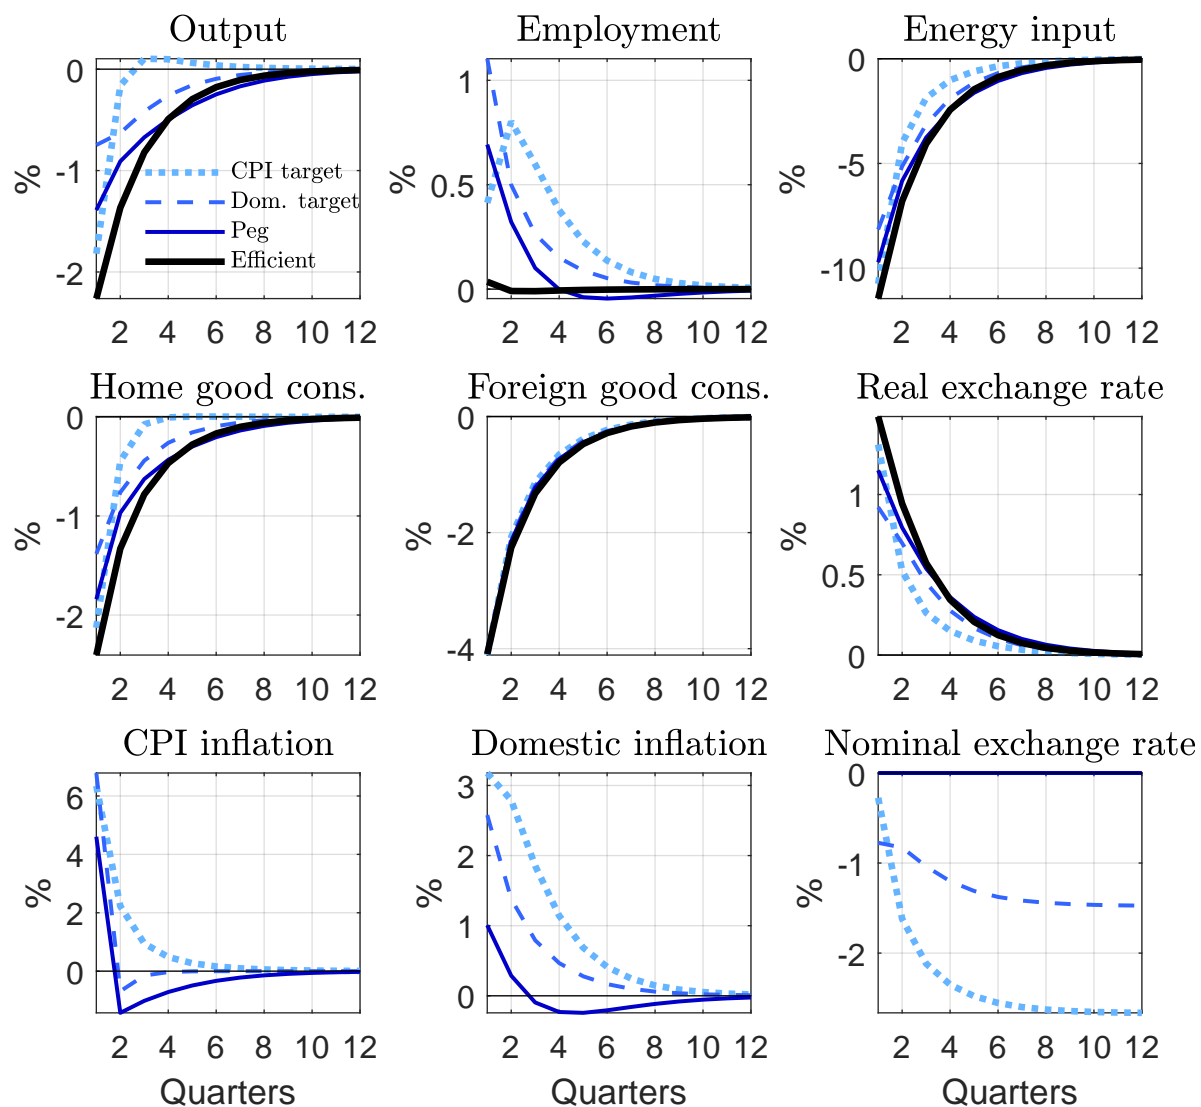 Output
Employment
Energy input
0
-1
-2
%
CPI target
Dom. target
Peg
Efficient
2 4 6 8 10 12
1
0.5
0
%
2 4 6 8 10 12
0
-5
-10
2 4 6 8 10 12
Home good cons.
Foreign good cons.
Real exchange rate
0
-1
-2
%
2 4 6 8 10 12
0
-2
-4
%
2 4 6 8 10 12
1
0.5
0
%
2 4 6 8 10 12
CPI inflation
Domestic inflation
Nominal exchange rate
6
4
2
0
%
2 4 6 8 10 12
Quarters
3
2
1
0
%
2 4 6 8 10 12
Quarters
0
-1
-2
%
2 4 6 8 10 12
Quarters